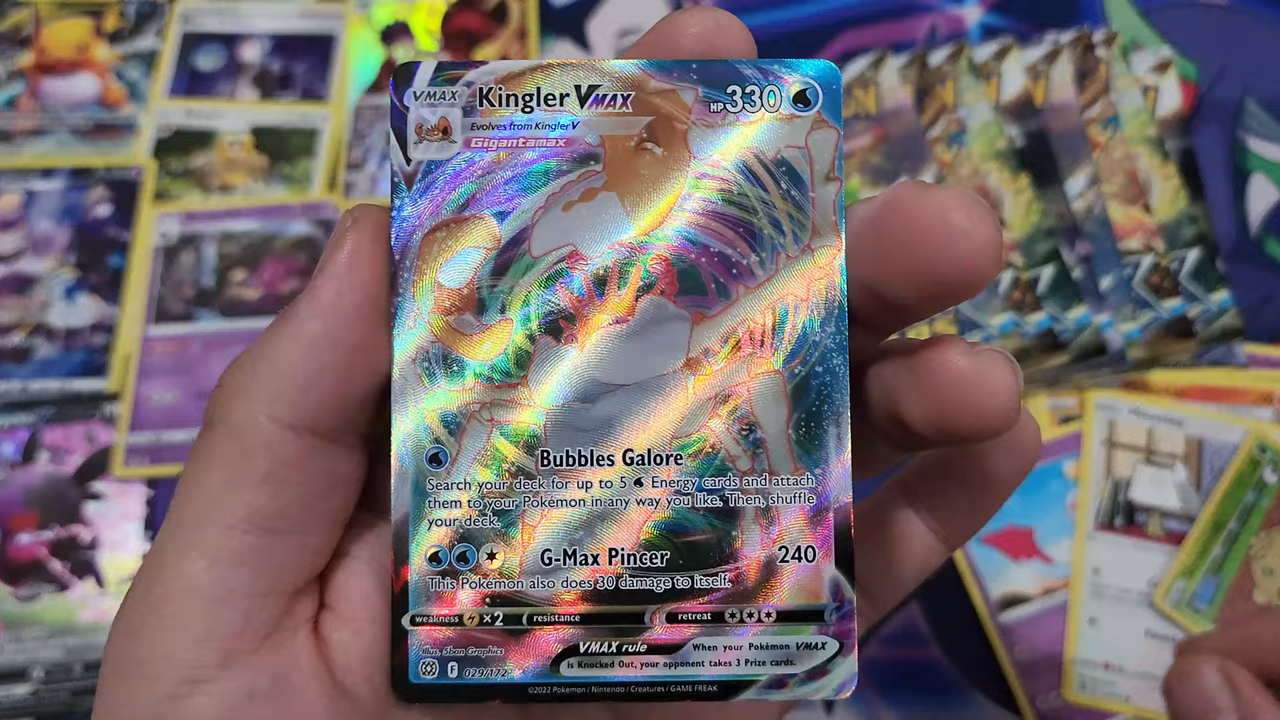 VMAX Kingler VMAX HP 330
Evolves from Kingler V
Gigantamax
Bubbles Galore
Search your deck for up to 5 Energy cards and attach
them to your Pokémon in any way you like. Then, shuffle
your deck.
G-Max Pincer 240
This Pokémon also does 30 damage to itself.
weakness ×2 resistance retreat
Illus. 5ban Graphics
VMAX rule When your Pokémon VMAX
is Knocked Out, your opponent takes 3 Prize cards.
F 029/172
©2022 Pokémon / Nintendo / Creatures / GAME FREAK